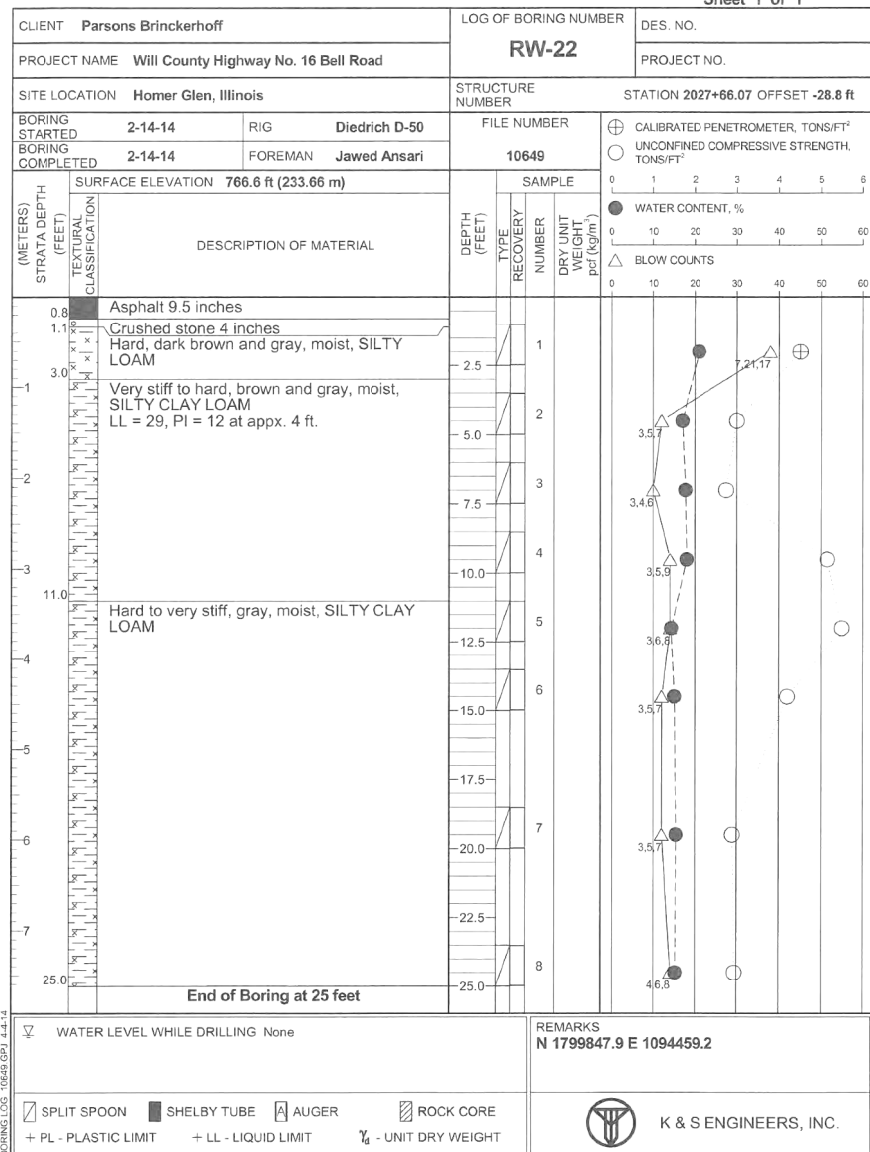 Sheet 1 of 1
CLIENT Parsons Brinckerhoff
LOG OF BORING NUMBER
RW-22
DES. NO.
PROJECT NAME Will County Highway No. 16 Bell Road
PROJECT NO.
SITE LOCATION Homer Glen, Illinois
STRUCTURE NUMBER
STATION 2027+66.07 OFFSET -28.8 ft
BORING STARTED 2-14-14 RIG Diedrich D-50
FILE NUMBER
10649
BORING COMPLETED 2-14-14 FOREMAN Jawed Ansari
CALIBRATED PENETROMETER, TONS/FT²
UNCONFINED COMPRESSIVE STRENGTH, TONS/FT²
0 1 2 3 4 5 6
WATER CONTENT, %
0 10 20 30 40 50 60
BLOW COUNTS
0 10 20 30 40 50 60
(METERS)
STRATA DEPTH
(FEET)
TEXTURAL CLASSIFICATION
SURFACE ELEVATION 766.6 ft (233.66 m)
DESCRIPTION OF MATERIAL
DEPTH (FEET)
SAMPLE
TYPE
RECOVERY
NUMBER
DRY UNIT WEIGHT pcf (kg/m³)
0.8 Asphalt 9.5 inches
1.1 Crushed stone 4 inches
Hard, dark brown and gray, moist, SILTY
LOAM
1
7,21,17
2.5
3.0
1
Very stiff to hard, brown and gray, moist,
SILTY CLAY LOAM
LL = 29, PI = 12 at appx. 4 ft.
2
3,5,7
5.0
2
3
3,4,6
7.5
4
3,5,9
3
10.0
11.0
Hard to very stiff, gray, moist, SILTY CLAY
LOAM
5
3,6,8
12.5
4
6
3,5,7
15.0
5
17.5
7
3,5,7
6
20.0
22.5
7
8
4,6,8
25.0
25.0
End of Boring at 25 feet
WATER LEVEL WHILE DRILLING None
REMARKS
N 1799847.9 E 1094459.2
SPLIT SPOON SHELBY TUBE A AUGER ROCK CORE
+ PL - PLASTIC LIMIT + LL - LIQUID LIMIT γd - UNIT DRY WEIGHT
K & S ENGINEERS, INC.
BORING LOG 10649.GPJ 4-4-14